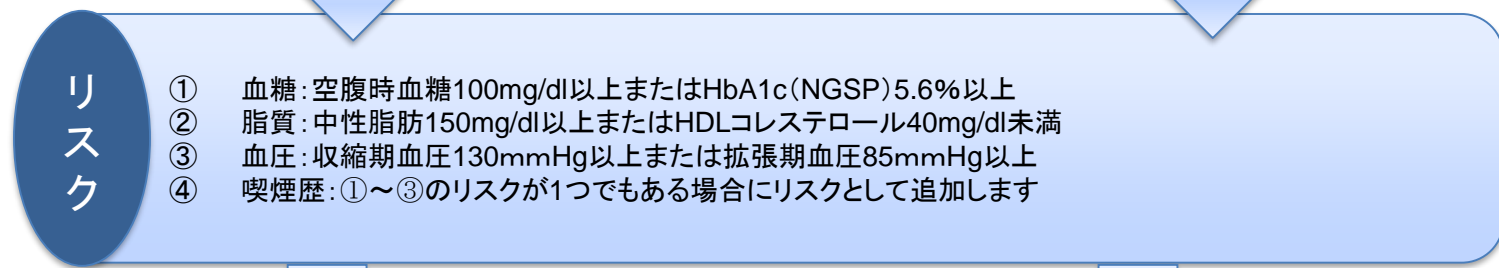 リスク
① 血糖：空腹時血糖100mg/dl以上またはHbA1c（NGSP）5.6%以上
② 脂質：中性脂肪150mg/dl以上またはHDLコレステロール40mg/dl未満
③ 血圧：収縮期血圧130mmHg以上または拡張期血圧85mmHg以上
④ 喫煙歴：①～③のリスクが1つでもある場合にリスクとして追加します